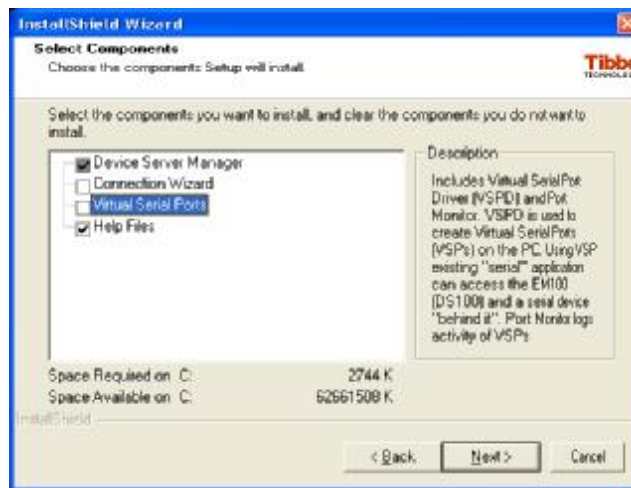 InstallShield Wizard
Select Components
Choose the components Setup will install.
Tibbo
TECHNOLOGY
Select the components you want to install, and clear the components you do not want to
install.
Device Server Manager
Connection Wizard
Virtual Serial Ports
Help Files
Description
Includes Virtual Serial Port
Driver (VSPD) and Port
Monitor. VSPD is used to
create Virtual Serial Ports
(VSPs) on the PC. Using VSP
existing "serial" application
can access the EM100
(DS100) and a serial device
"behind it". Port Monitor logs
activity of VSPs
Space Required on C: 2744 K
Space Available on C: 62661508 K
InstallShield
< Back
Next >
Cancel